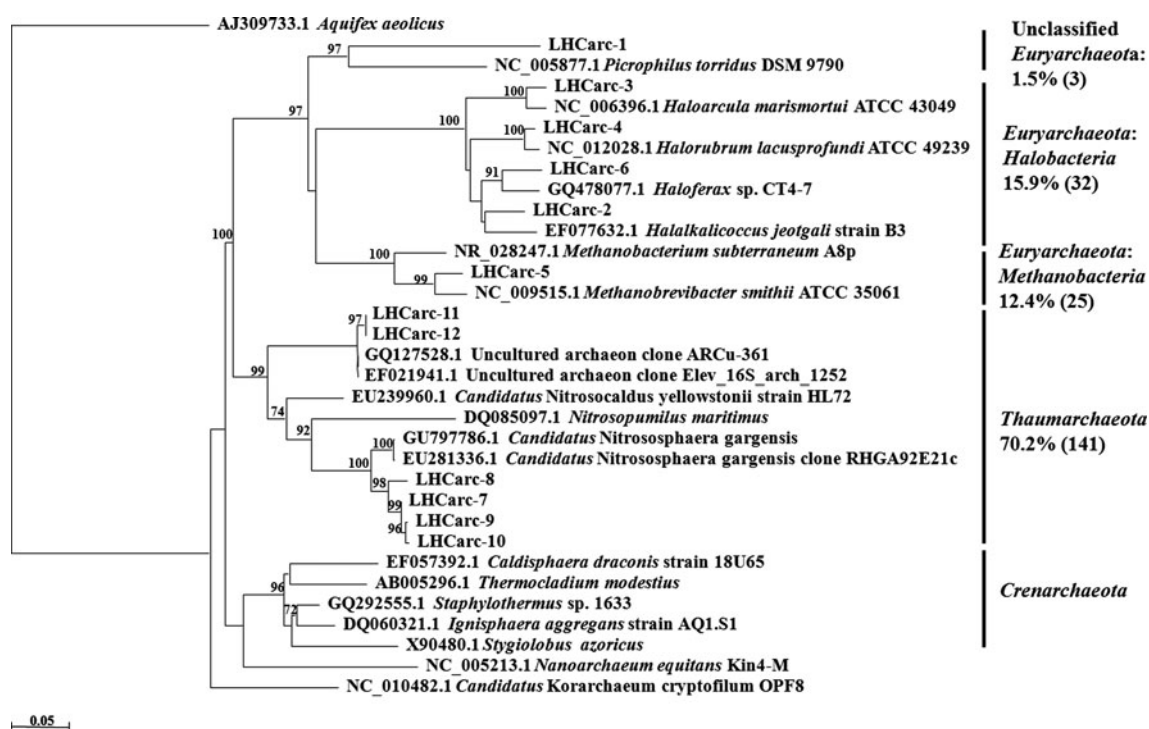 AJ309733.1 Aquifex aeolicus
97
LHCarc-1
NC_005877.1 Picrophilus torridus DSM 9790
Unclassified
Euryarchaeota:
1.5% (3)
97
100
LHCarc-3
NC_006396.1 Haloarcula marismortui ATCC 43049
100
100
LHCarc-4
NC_012028.1 Halorubrum lacusprofundi ATCC 49239
91
LHCarc-6
GQ478077.1 Haloferax sp. CT4-7
LHCarc-2
EF077632.1 Halalkalicoccus jeotgali strain B3
Euryarchaeota:
Halobacteria
15.9% (32)
100
100
NR_028247.1 Methanobacterium subterraneum A8p
99
LHCarc-5
NC_009515.1 Methanobrevibacter smithii ATCC 35061
Euryarchaeota:
Methanobacteria
12.4% (25)
97
LHCarc-11
LHCarc-12
GQ127528.1 Uncultured archaeon clone ARCu-361
EF021941.1 Uncultured archaeon clone Elev_16S_arch_1252
99
EU239960.1 Candidatus Nitrosocaldus yellowstonii strain HL72
74
DQ085097.1 Nitrosopumilus maritimus
92
GU797786.1 Candidatus Nitrososphaera gargensis
100
EU281336.1 Candidatus Nitrososphaera gargensis clone RHGA92E21c
100
LHCarc-8
98
LHCarc-7
99
LHCarc-9
96
LHCarc-10
Thaumarchaeota
70.2% (141)
EF057392.1 Caldisphaera draconis strain 18U65
96
AB005296.1 Thermocladium modestius
GQ292555.1 Staphylothermus sp. 1633
72
DQ060321.1 Ignisphaera aggregans strain AQ1.S1
X90480.1 Stygiolobus azoricus
Crenarchaeota
NC_005213.1 Nanoarchaeum equitans Kin4-M
NC_010482.1 Candidatus Korarchaeum cryptofilum OPF8
0.05